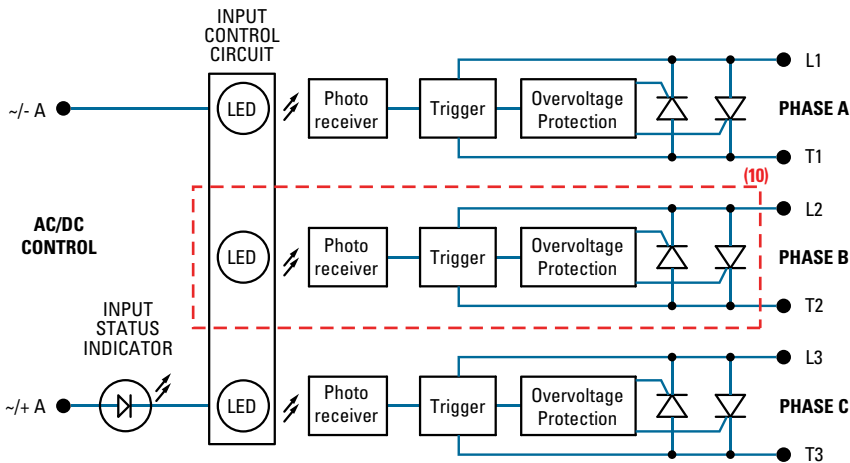 INPUT
CONTROL
CIRCUIT
L1
~/- A
LED
Photo
receiver
Trigger
Overvoltage
Protection
PHASE A
T1
(10)
L2
AC/DC
CONTROL
LED
Photo
receiver
Trigger
Overvoltage
Protection
PHASE B
T2
INPUT
STATUS
INDICATOR
L3
~/+ A
LED
Photo
receiver
Trigger
Overvoltage
Protection
PHASE C
T3